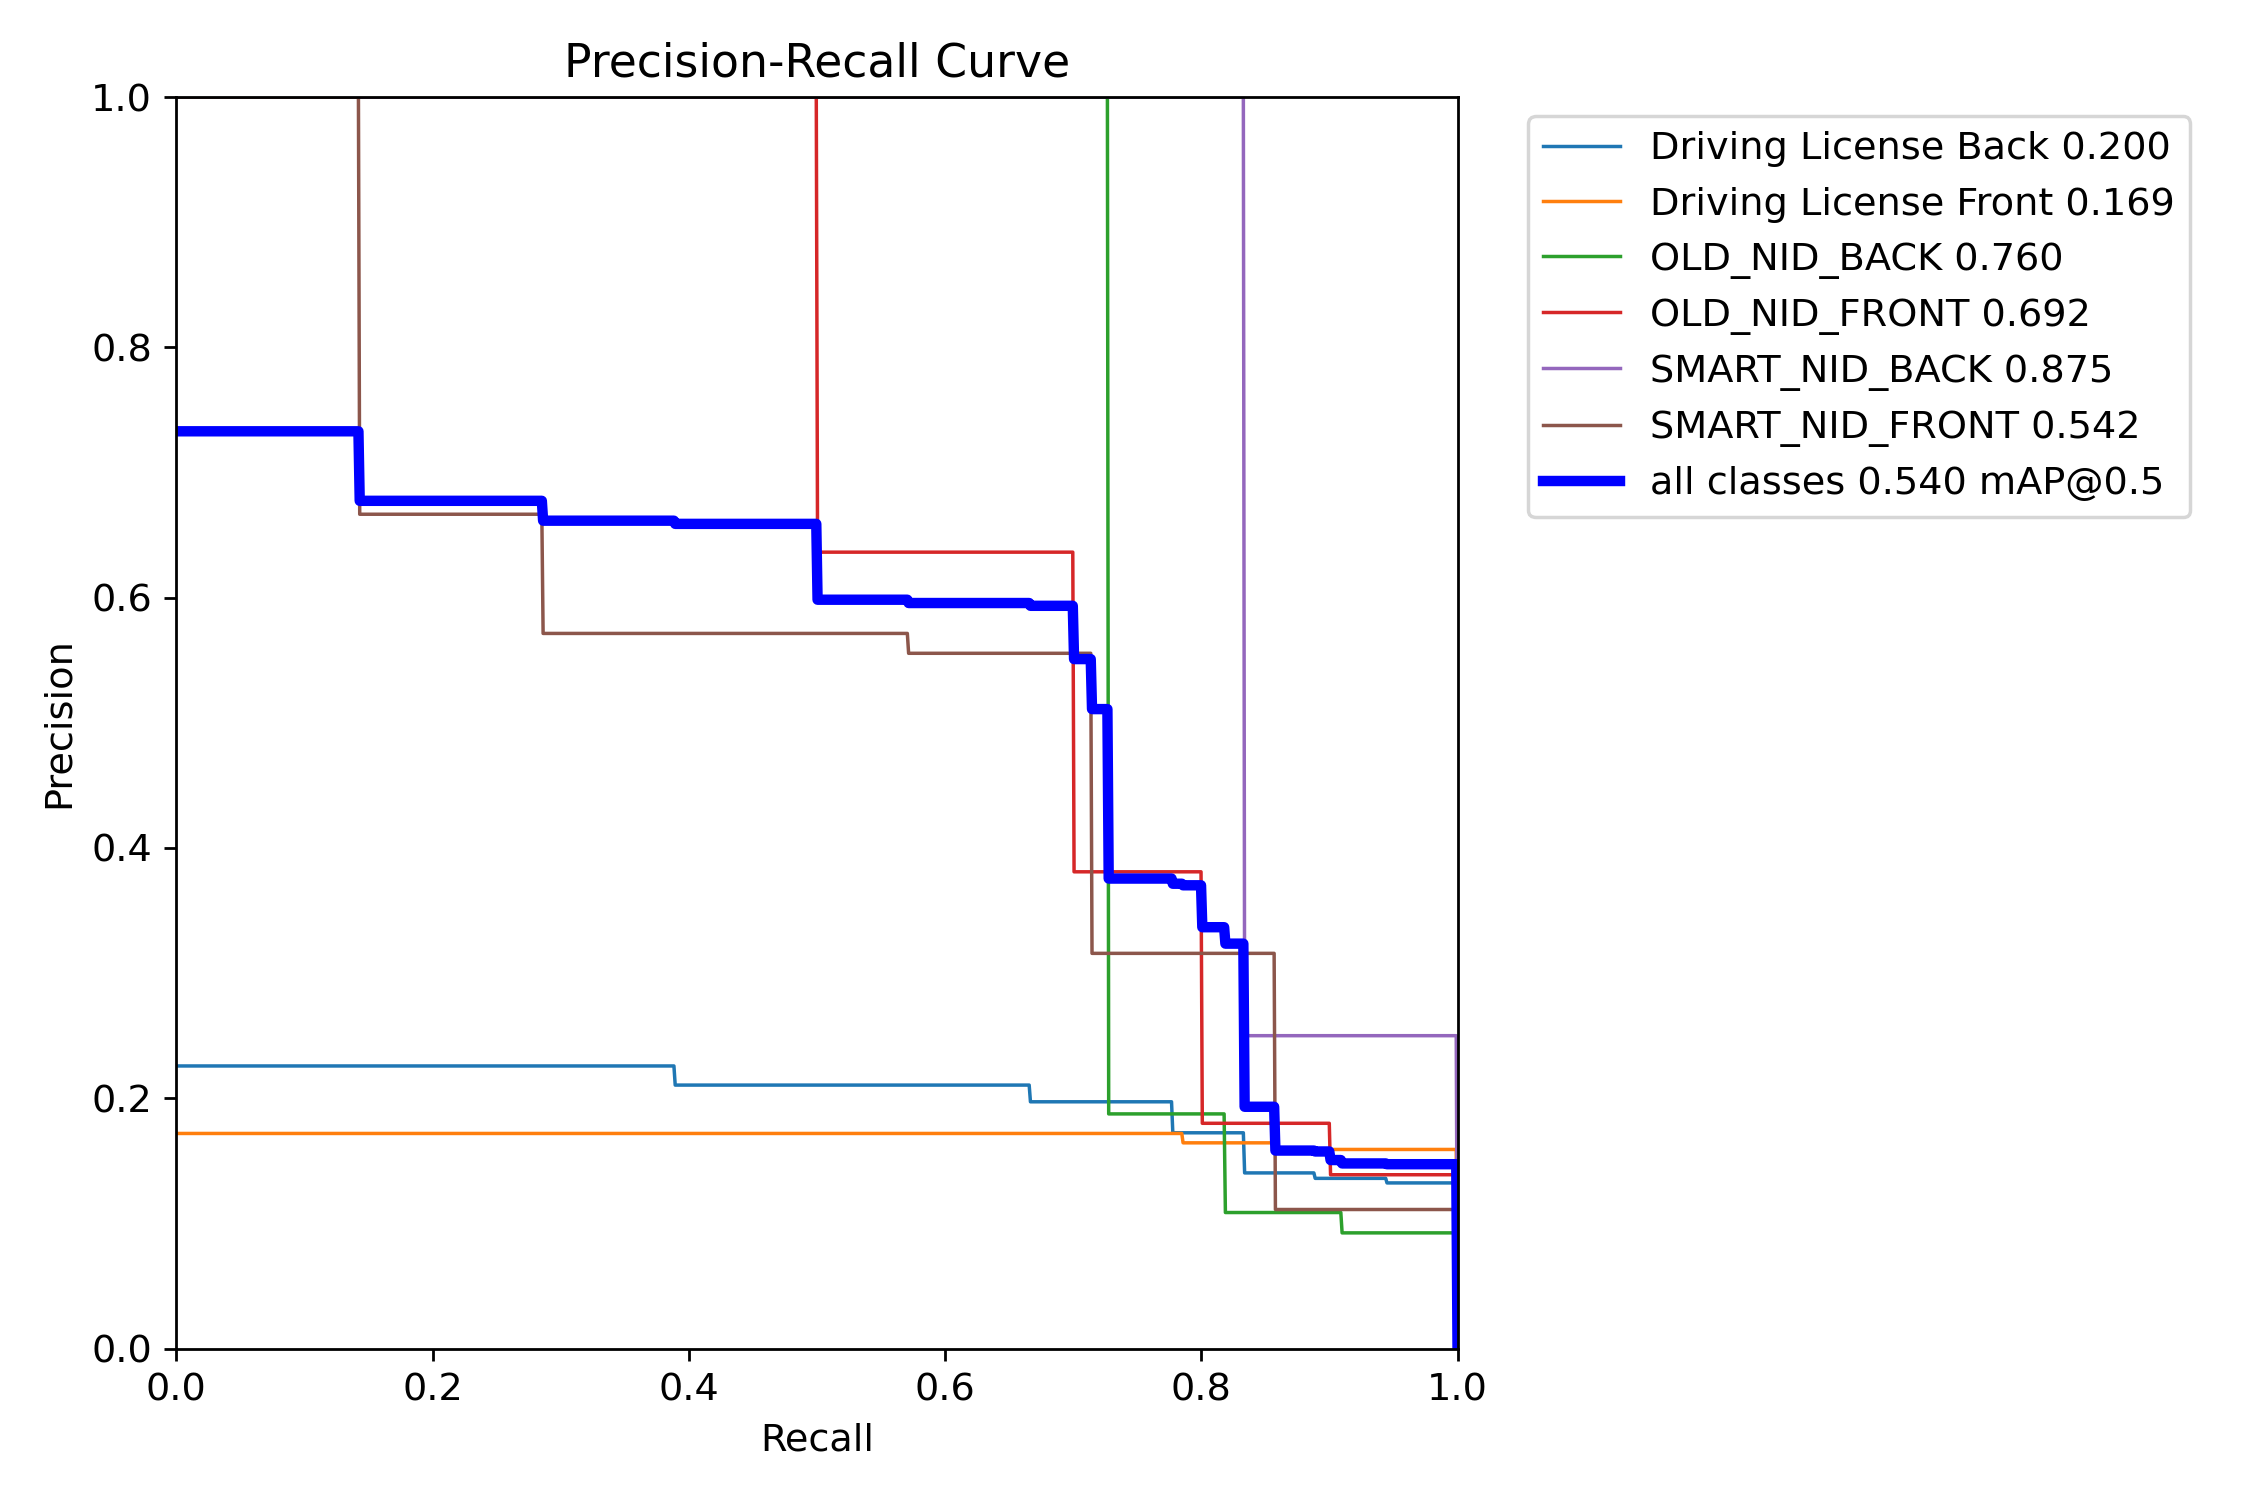 Precision-Recall Curve
1.0
0.8
0.6
0.4
0.2
0.0
Precision
0.0 0.2 0.4 0.6 0.8 1.0
Recall
Driving License Back 0.200
Driving License Front 0.169
OLD_NID_BACK 0.760
OLD_NID_FRONT 0.692
SMART_NID_BACK 0.875
SMART_NID_FRONT 0.542
all classes 0.540 mAP@0.5